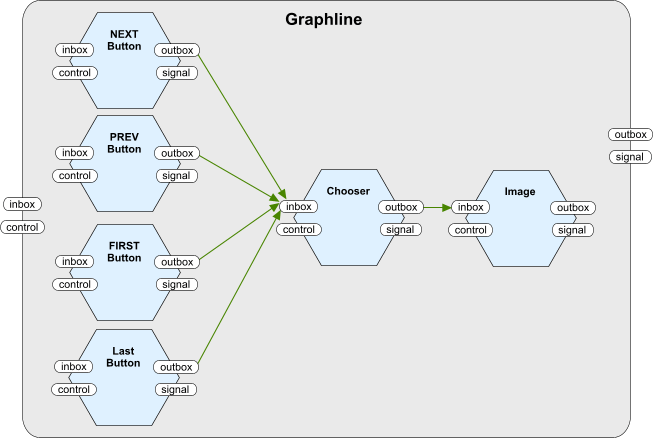 Graphline
NEXT
Button
inbox
outbox
control
signal
PREV
Button
inbox
outbox
control
signal
FIRST
Button
inbox
outbox
control
signal
Last
Button
inbox
outbox
control
signal
Chooser
inbox
outbox
control
signal
Image
inbox
outbox
control
signal
inbox
control
outbox
signal